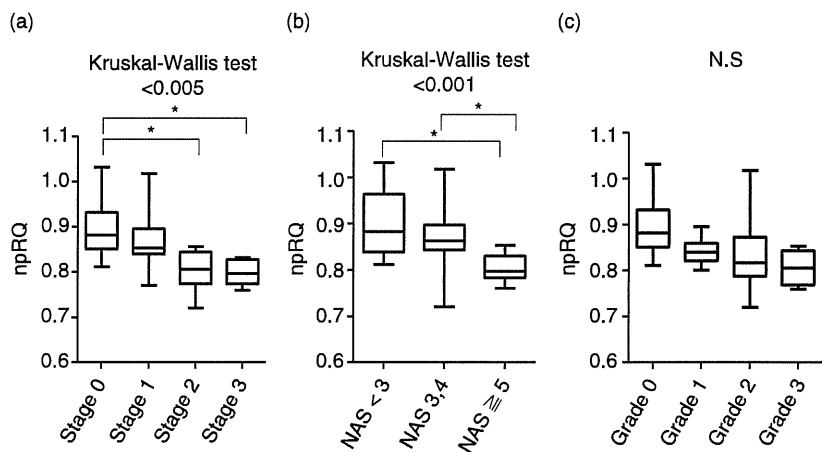 (a)
Kruskal-Wallis test
<0.005
*
*
npRQ
1.1
1.0
0.9
0.8
0.7
0.6
Stage 0
Stage 1
Stage 2
Stage 3
(b)
Kruskal-Wallis test
<0.001
*
*
npRQ
1.1
1.0
0.9
0.8
0.7
0.6
NAS < 3
NAS 3,4
NAS ≧ 5
(c)
N.S
npRQ
1.1
1.0
0.9
0.8
0.7
0.6
Grade 0
Grade 1
Grade 2
Grade 3